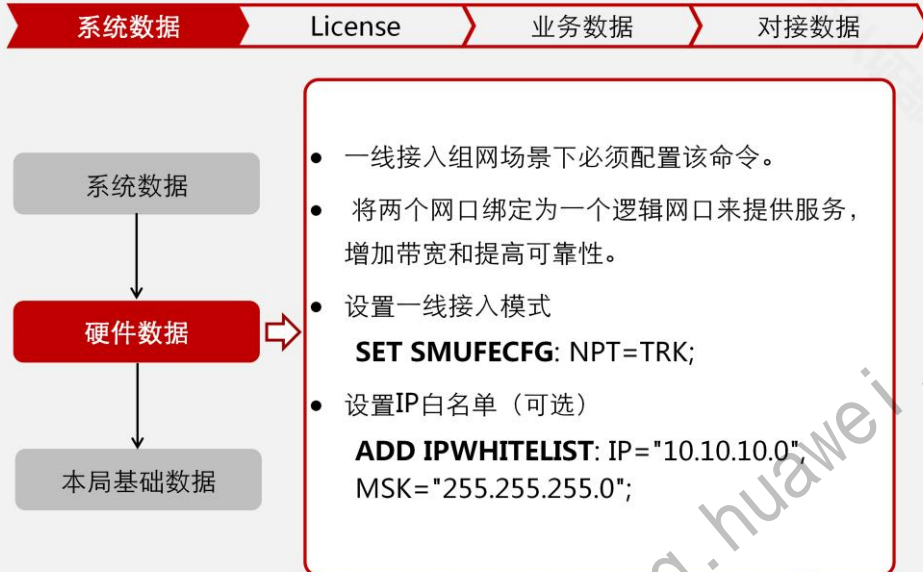 系统数据
License
业务数据
对接数据
系统数据
硬件数据
本局基础数据
● 一线接入组网场景下必须配置该命令。
● 将两个网口绑定为一个逻辑网口来提供服务，
增加带宽和提高可靠性。
● 设置一线接入模式
SET SMUFECFG: NPT=TRK;
● 设置IP白名单（可选）
ADD IPWHITELIST: IP="10.10.10.0",
MSK="255.255.255.0";
g.huawei.